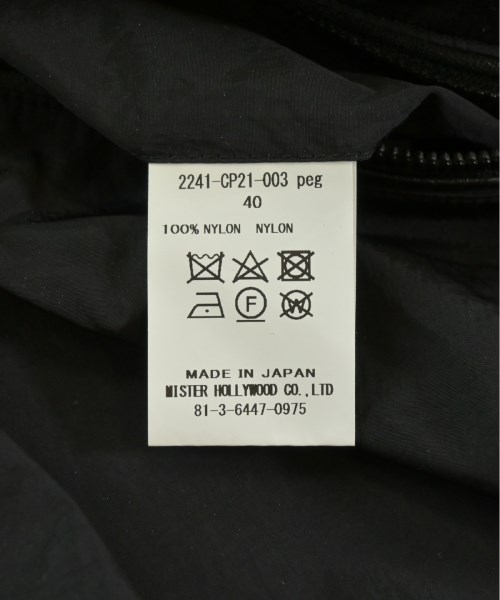 2241-CP21-003 peg
40
100% NYLON NYLON
F
W
MADE IN JAPAN
MISTER HOLLYWOOD CO.,LTD
81-3-6447-0975